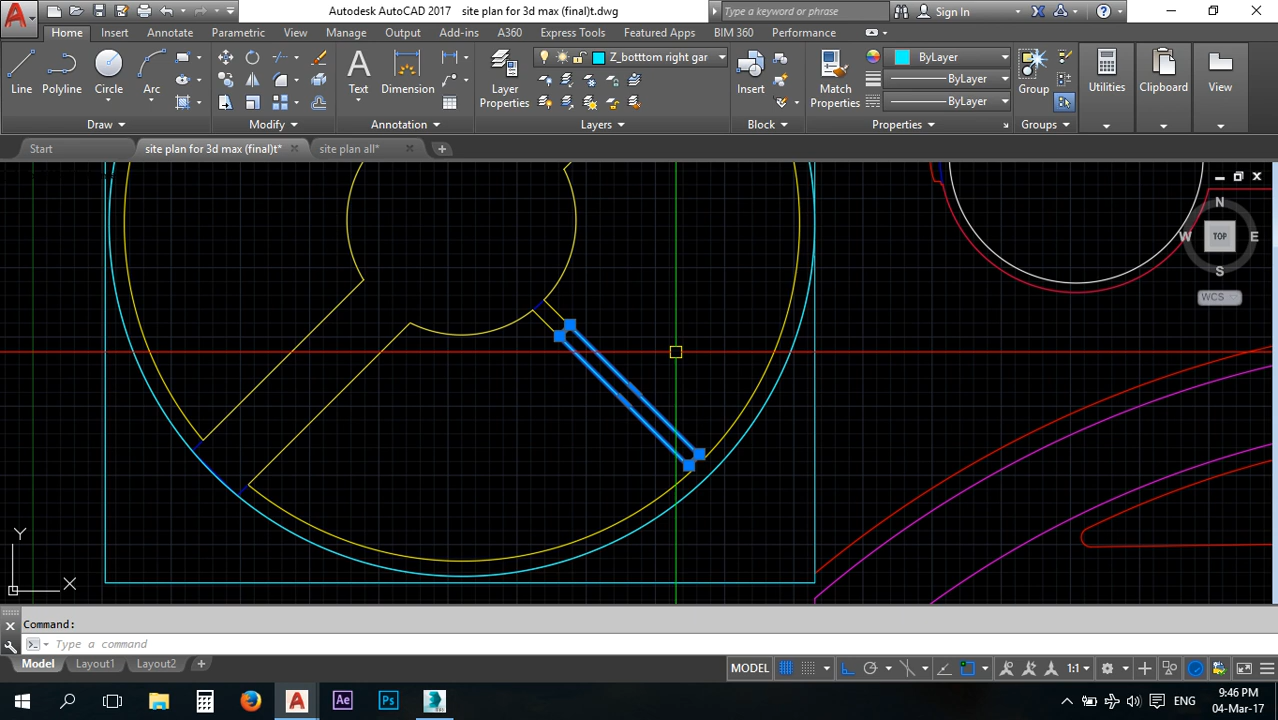 Autodesk AutoCAD 2017 site plan for 3d max (final)t.dwg
Type a keyword or phrase
Sign In
Home Insert Annotate Parametric View Manage Output Add-ins A360 Express Tools Featured Apps BIM 360 Performance
Line Polyline Circle Arc
Text Dimension
Layer Properties
Z_botttom right gar
Insert
Match Properties
ByLayer
ByLayer
ByLayer
Group
Utilities Clipboard View
Draw Modify Annotation Layers Block Properties Groups
Start site plan for 3d max (final)t* site plan all*
N
W TOP E
S
WCS
Y
X
Command:
Type a command
Model Layout1 Layout2
MODEL 1:1
Ae Ps
ENG
9:46 PM
04-Mar-17